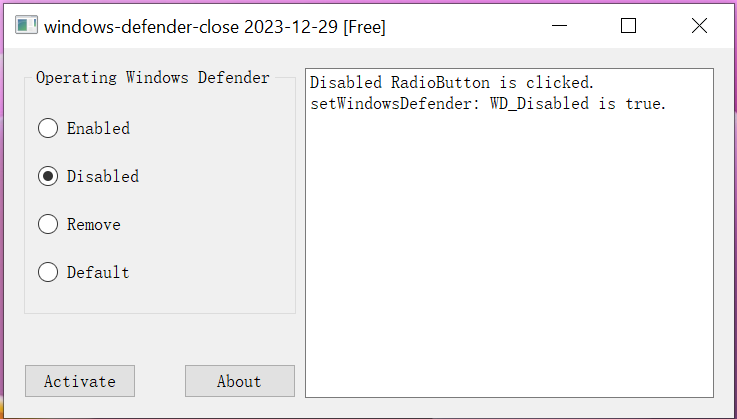 windows-defender-close 2023-12-29 [Free]
Operating Windows Defender
Enabled
Disabled
Remove
Default
Activate
About
Disabled RadioButton is clicked.
setWindowsDefender: WD_Disabled is true.